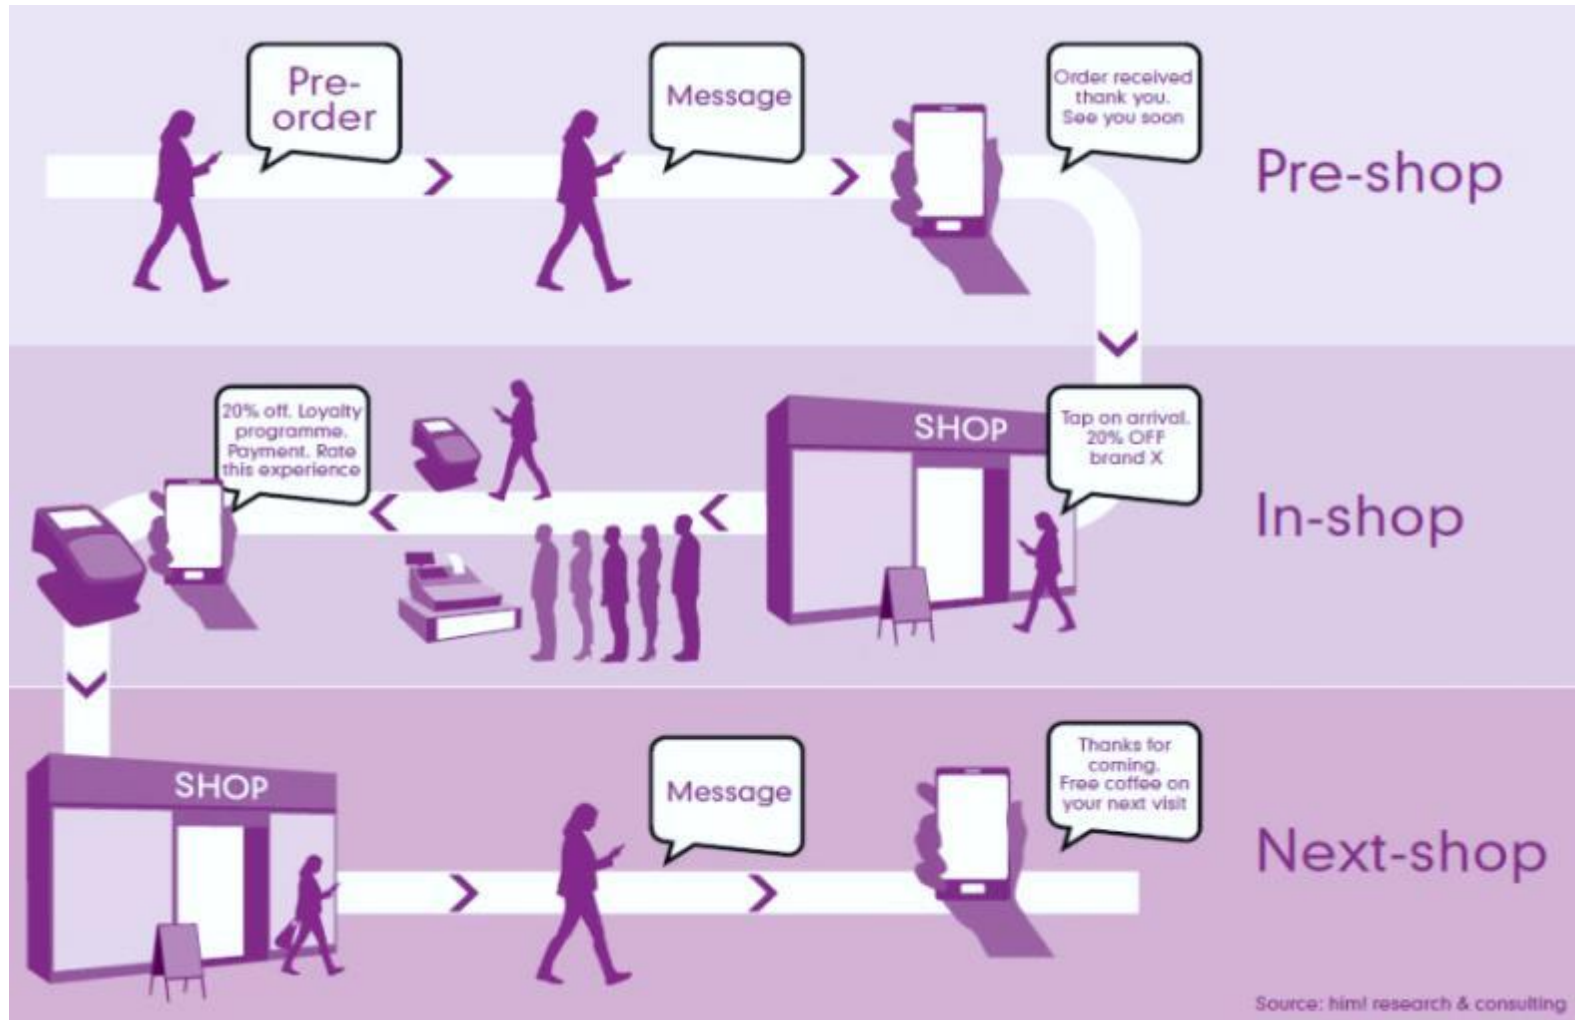 Pre-
order
Message
Order received
thank you.
See you soon
Pre-shop
20% off. Loyalty
programme.
Payment. Rate
this experience
SHOP
Tap on arrival.
20% OFF
brand X
In-shop
SHOP
Message
Thanks for
coming.
Free coffee on
your next visit
Next-shop
Source: him! research & consulting